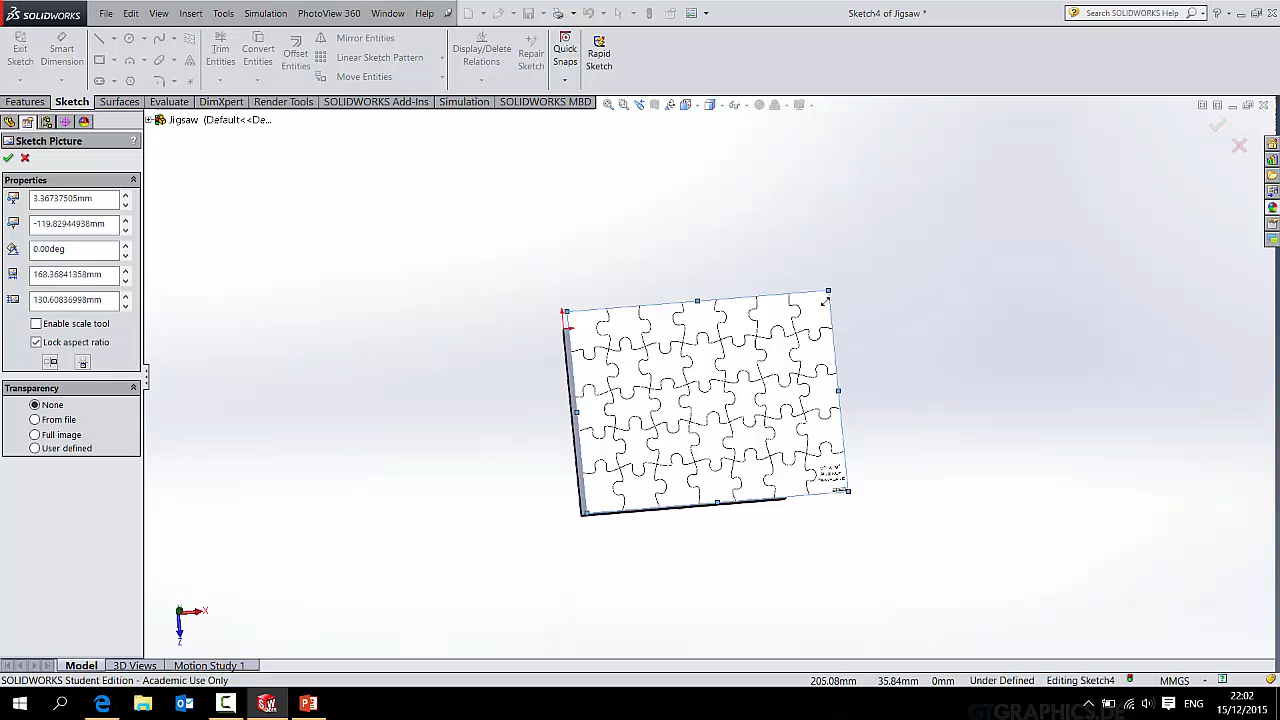 SOLIDWORKS File Edit View Insert Tools Simulation PhotoView 360 Window Help
Sketch4 of Jigsaw *
Search SOLIDWORKS Help
Exit Sketch
Smart Dimension
Trim Entities
Convert Entities
Offset Entities
Mirror Entities
Linear Sketch Pattern
Move Entities
Display/Delete Relations
Repair Sketch
Quick Snaps
Rapid Sketch
Features Sketch Surfaces Evaluate DimXpert Render Tools SOLIDWORKS Add-Ins Simulation SOLIDWORKS MBD
Jigsaw (Default<<De...
Sketch Picture ?
Properties
3.36737505mm
-119.82944938mm
0.00deg
168.36841358mm
130.60836998mm
Enable scale tool
Lock aspect ratio
Transparency
None
From file
Full image
User defined
X
Z
Model 3D Views Motion Study 1
SOLIDWORKS Student Edition - Academic Use Only
205.08mm 35.84mm 0mm Under Defined Editing Sketch4 MMGS
ENG
22:02
15/12/2015